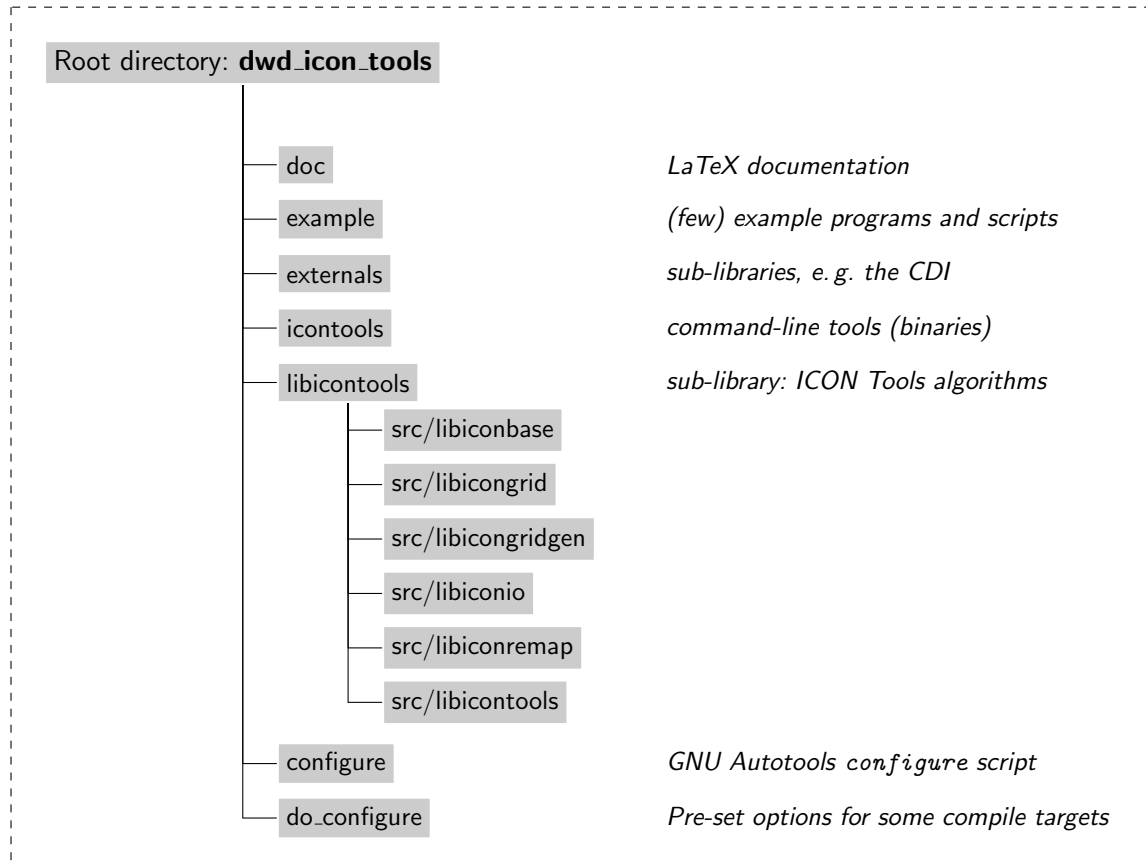 Root directory: dwd_icon_tools
doc LaTeX documentation
example (few) example programs and scripts
externals sub-libraries, e. g. the CDI
icontools command-line tools (binaries)
libicontools sub-library: ICON Tools algorithms
src/libiconbase
src/libicongrid
src/libicongridgen
src/libiconio
src/libiconremap
src/libicontools
configure GNU Autotools configure script
do_configure Pre-set options for some compile targets